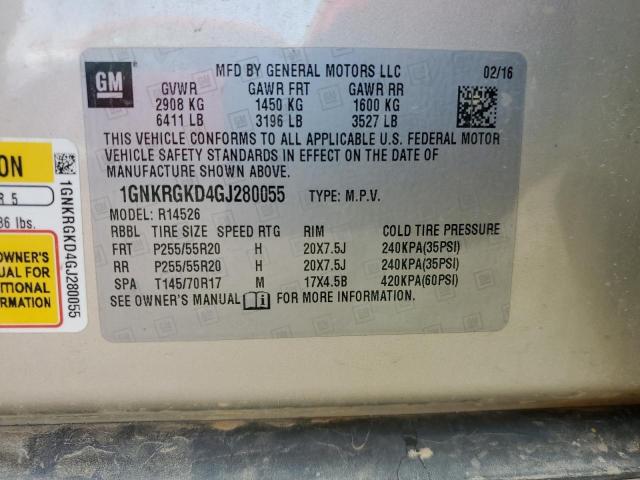 GM
MFD BY GENERAL MOTORS LLC 02/16
GVWR GAWR FRT GAWR RR
2908 KG 1450 KG 1600 KG
6411 LB 3196 LB 3527 LB
THIS VEHICLE CONFORMS TO ALL APPLICABLE U.S. FEDERAL MOTOR
VEHICLE SAFETY STANDARDS IN EFFECT ON THE DATE OF
MANUFACTURE SHOWN ABOVE.
1GNKRGKD4GJ280055 TYPE: M.P.V.
MODEL: R14526
RBBL TIRE SIZE SPEED RTG RIM COLD TIRE PRESSURE
FRT P255/55R20 H 20X7.5J 240KPA(35PSI)
RR P255/55R20 H 20X7.5J 240KPA(35PSI)
SPA T145/70R17 M 17X4.5B 420KPA(60PSI)
SEE OWNER'S MANUAL FOR MORE INFORMATION.
ON
R 5
36 lbs.
OWNER'S
UAL FOR
DITIONAL
ORMATION
1GNKRGKD4GJ280055